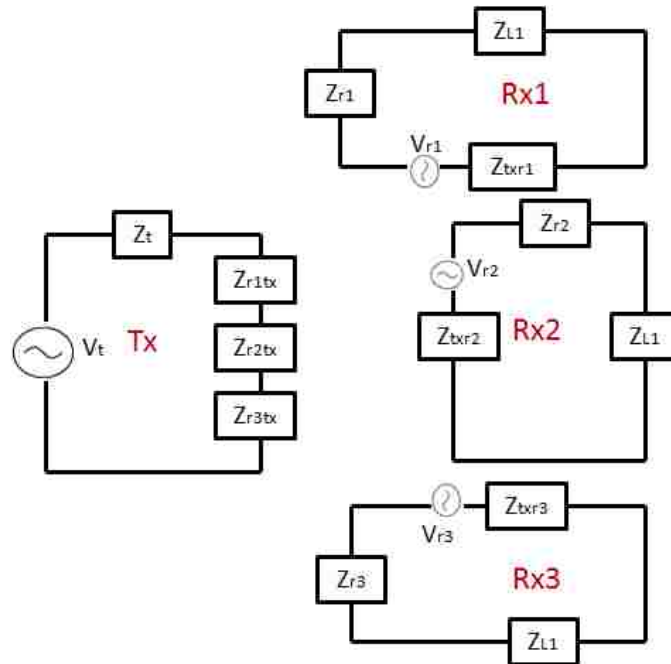 ZL1
Zr1
Rx1
Vr1
Ztxr1
Zt
Zr1tx
Vt
Tx
Zr2tx
Zr3tx
Zr2
Vr2
Ztxr2
Rx2
ZL1
Vr3
Ztxr3
Zr3
Rx3
ZL1